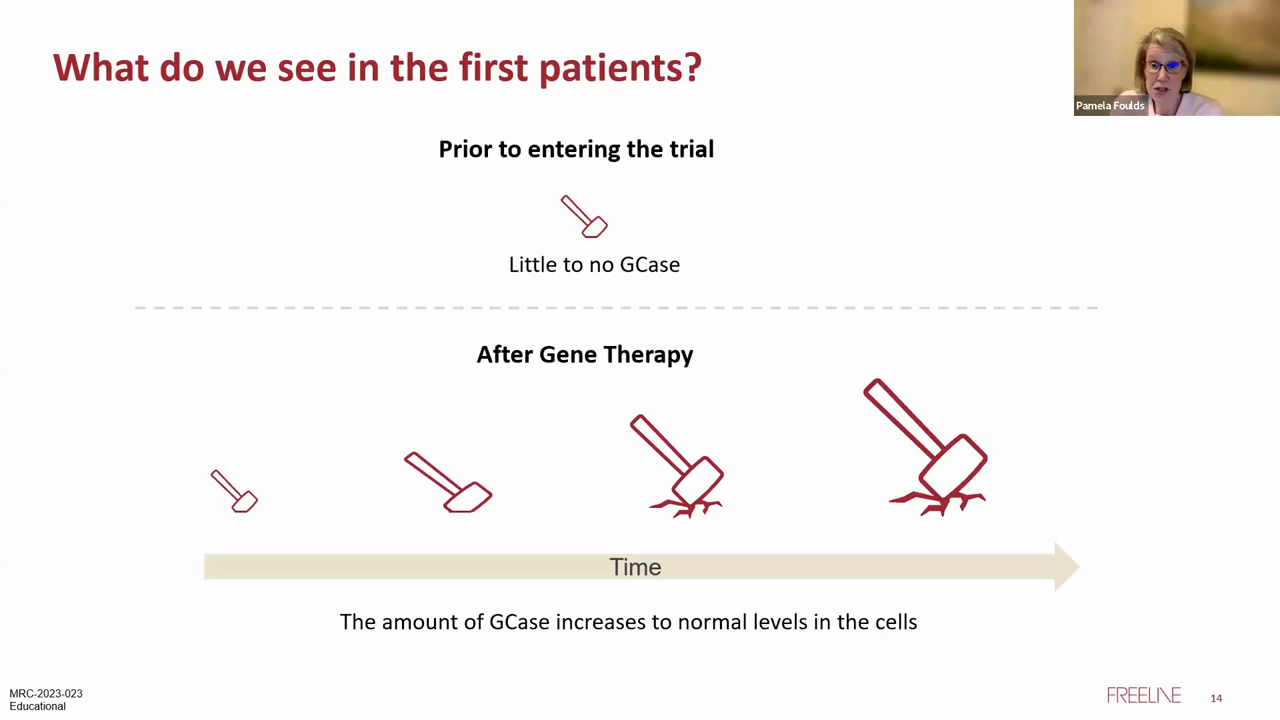 What do we see in the first patients?
Pamela Foulds
Prior to entering the trial
Little to no GCase
After Gene Therapy
Time
The amount of GCase increases to normal levels in the cells
MRC-2023-023
Educational
FREELINE
14